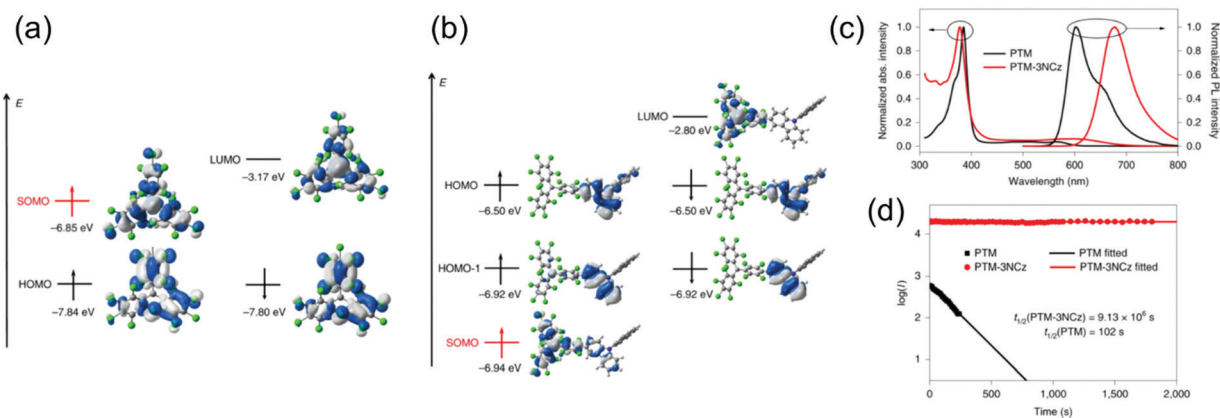 (a)
E
LUMO
−3.17 eV
SOMO
−6.85 eV
HOMO
−7.84 eV
−7.80 eV
(b)
E
LUMO
−2.80 eV
HOMO
−6.50 eV
−6.50 eV
HOMO-1
−6.92 eV
−6.92 eV
SOMO
−6.94 eV
(c)
Normalized abs. intensity
1.0
0.8
0.6
0.4
0.2
0.0
PTM
PTM-3NCz
1.0
0.8
0.6
0.4
0.2
0.0
Normalized PL intensity
400 500 600 700 800
Wavelength (nm)
(d)
log(I)
4
3
2
1
PTM PTM fitted
PTM-3NCz PTM-3NCz fitted
t1/2(PTM-3NCz) = 9.13 × 10⁶ s
t1/2(PTM) = 102 s
0 500 1,000 1,500 2,000
Time (s)